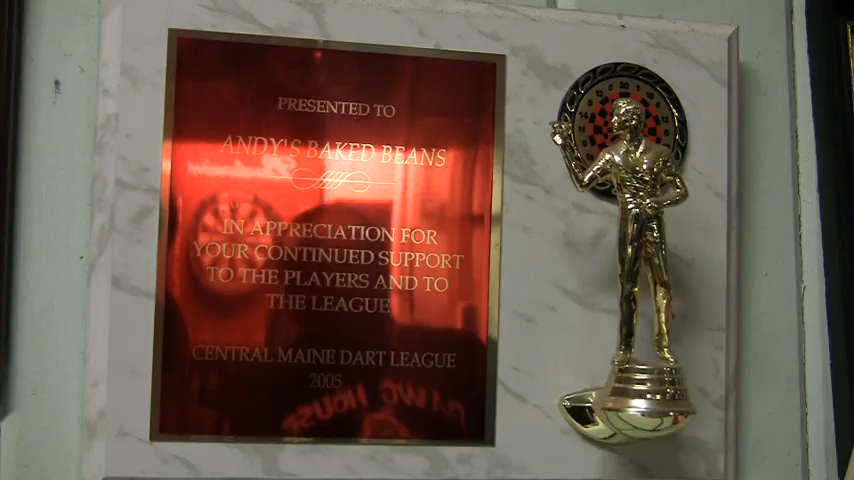 PRESENTED TO
ANDY'S BAKED BEANS
IN APPRECIATION FOR
YOUR CONTINUED SUPPORT
TO THE PLAYERS AND TO
THE LEAGUE
CENTRAL MAINE DART LEAGUE
2005